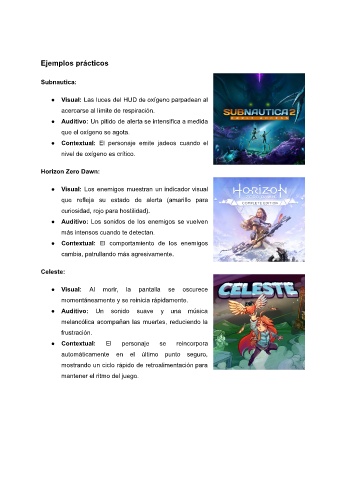 Ejemplos prácticos
Subnautica:
● Visual: Las luces del HUD de oxígeno parpadean al
acercarse al límite de respiración.
● Auditivo: Un pitido de alerta se intensifica a medida
que el oxígeno se agota.
● Contextual: El personaje emite jadeos cuando el
nivel de oxígeno es crítico.
SUBNAUTICA 2
Horizon Zero Dawn:
● Visual: Los enemigos muestran un indicador visual
que refleja su estado de alerta (amarillo para
curiosidad, rojo para hostilidad).
● Auditivo: Los sonidos de los enemigos se vuelven
más intensos cuando te detectan.
● Contextual: El comportamiento de los enemigos
cambia, patrullando más agresivamente.
HORIZON
COMPLETE EDITION
Celeste:
● Visual: Al morir, la pantalla se oscurece
momentáneamente y se reinicia rápidamente.
● Auditivo: Un sonido suave y una música
melancólica acompañan las muertes, reduciendo la
frustración.
● Contextual: El personaje se reincorpora
automáticamente en el último punto seguro,
mostrando un ciclo rápido de retroalimentación para
mantener el ritmo del juego.
CELESTE